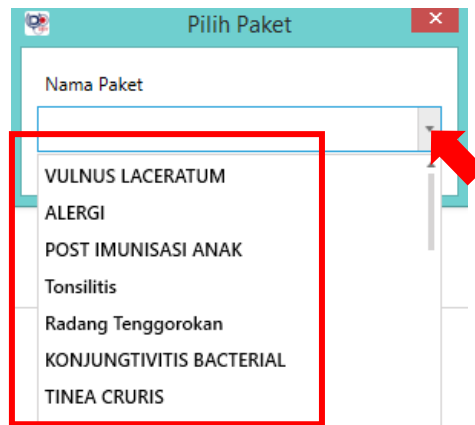 Pilih Paket
Nama Paket
VULNUS LACERATUM
ALERGI
POST IMUNISASI ANAK
Tonsilitis
Radang Tenggorokan
KONJUNGTIVITIS BACTERIAL
TINEA CRURIS